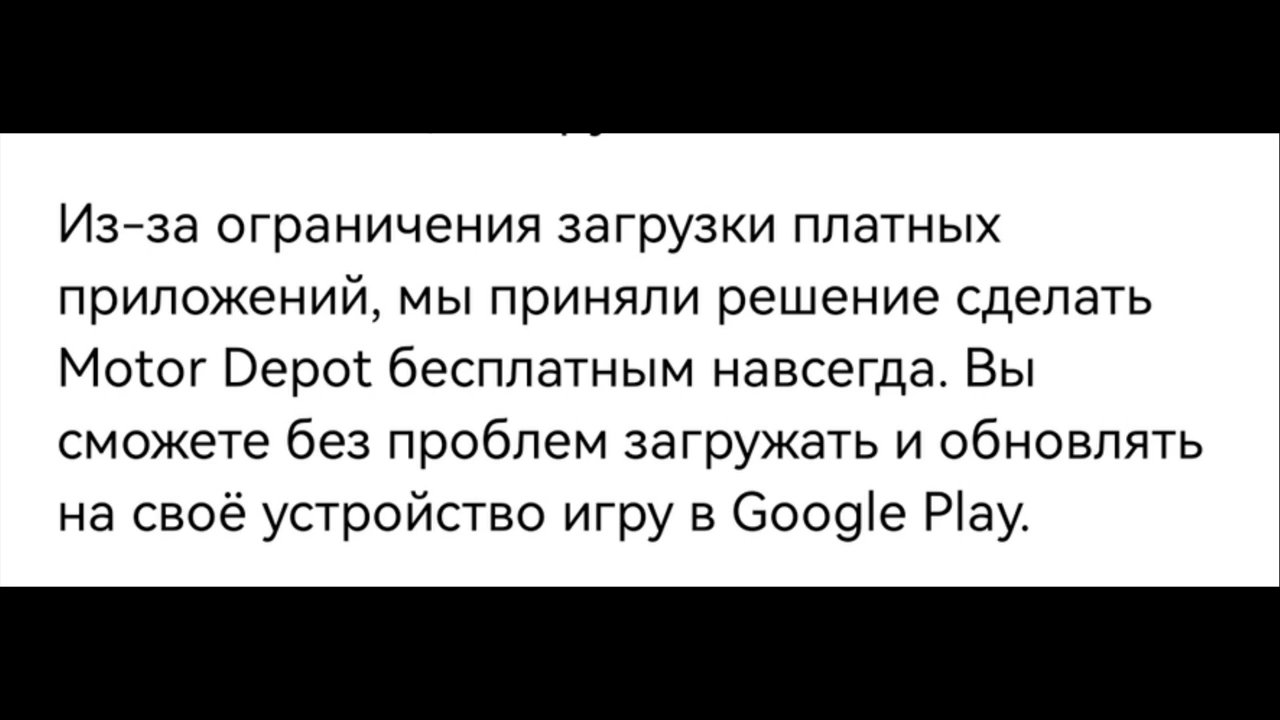 Из-за ограничения загрузки платных
приложений, мы приняли решение сделать
Motor Depot бесплатным навсегда. Вы
сможете без проблем загружать и обновлять
на своё устройство игру в Google Play.